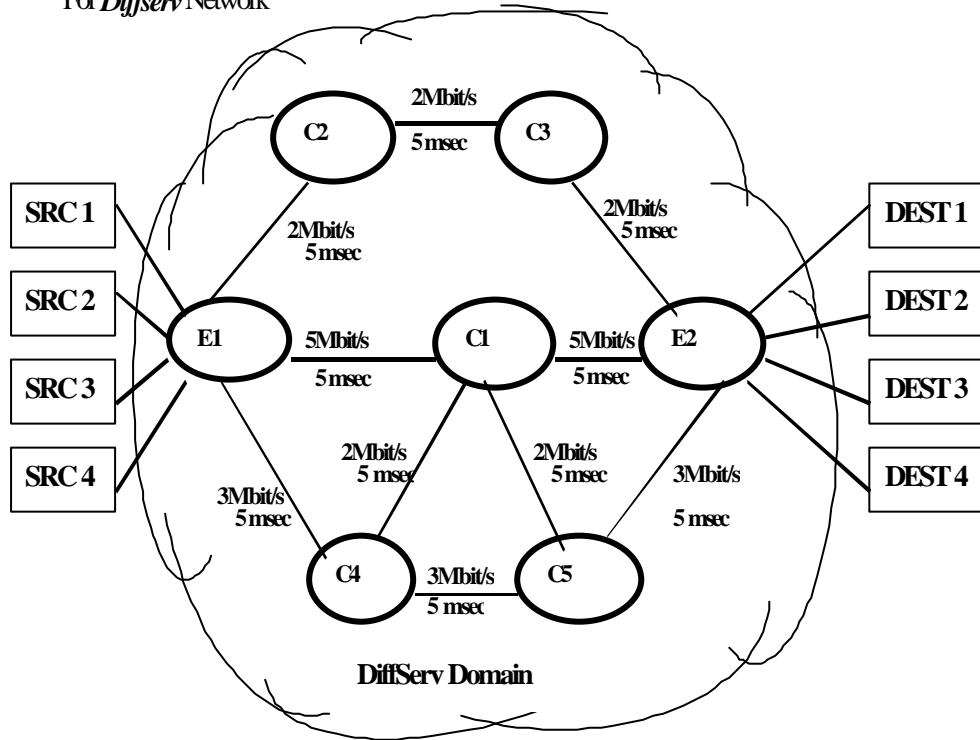 For Diffserv Network
2Mbit/s
C2
C3
5 msec
SRC 1
2Mbit/s
5 msec
2Mbit/s
5 msec
DEST 1
SRC 2
DEST 2
E1
5Mbit/s
C1
5Mbit/s
E2
5 msec
5 msec
SRC 3
DEST 3
SRC 4
2Mbit/s
5 msec
2Mbit/s
5 msec
3Mbit/s
DEST 4
3Mbit/s
5 msec
5 msec
C4
3Mbit/s
C5
5 msec
DiffServ Domain